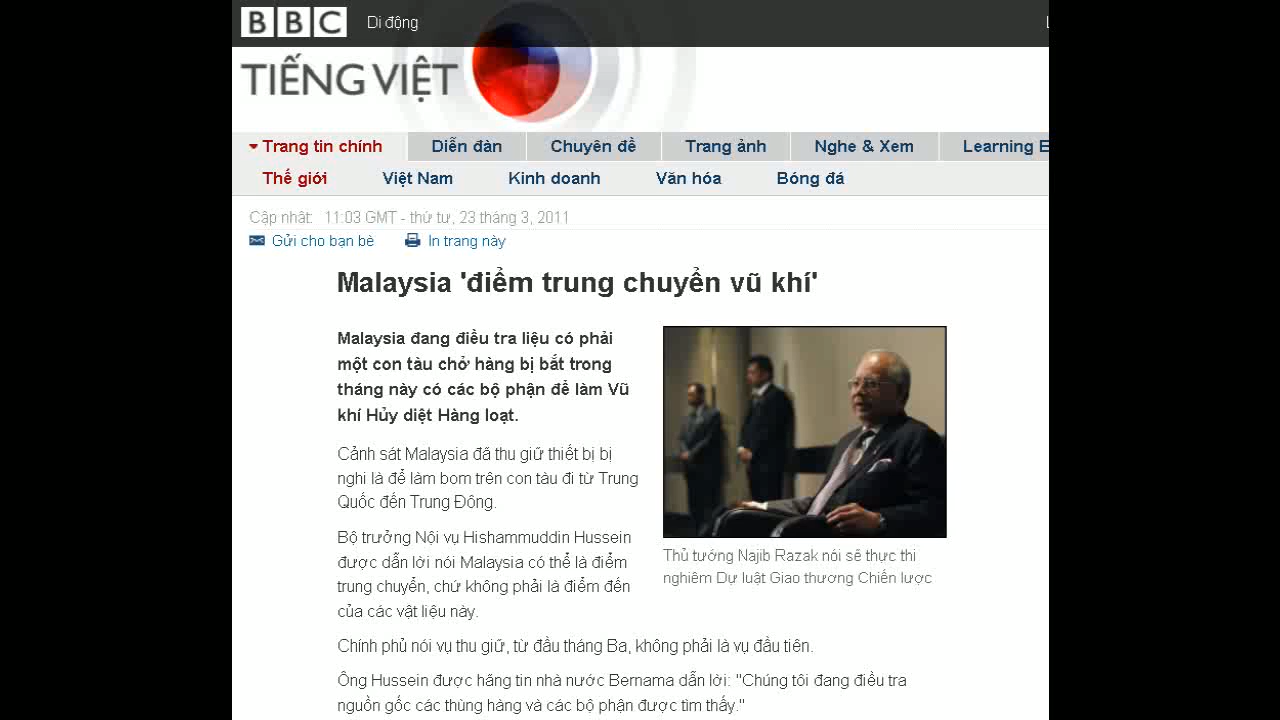 BBC Di động
TIẾNG VIỆT
Trang tin chính Diễn đàn Chuyên đề Trang ảnh Nghe & Xem Learning E
Thế giới Việt Nam Kinh doanh Văn hóa Bóng đá
Cập nhật: 11:03 GMT - thứ tư, 23 tháng 3, 2011
Gửi cho bạn bè In trang này
Malaysia 'điểm trung chuyển vũ khí'
Malaysia đang điều tra liệu có phải
một con tàu chở hàng bị bắt trong
tháng này có các bộ phận để làm Vũ
khí Hủy diệt Hàng loạt.
Cảnh sát Malaysia đã thu giữ thiết bị bị
nghi là để làm bom trên con tàu đi từ Trung
Quốc đến Trung Đông.
Bộ trưởng Nội vụ Hishammuddin Hussein
được dẫn lời nói Malaysia có thể là điểm
trung chuyển, chứ không phải là điểm đến
của các vật liệu này.
Thủ tướng Najib Razak nói sẽ thực thi
nghiêm Dự luật Giao thương Chiến lược
Chính phủ nói vụ thu giữ, từ đầu tháng Ba, không phải là vụ đầu tiên.
Ông Hussein được hãng tin nhà nước Bernama dẫn lời: "Chúng tôi đang điều tra
nguồn gốc các thùng hàng và các bộ phận được tìm thấy."